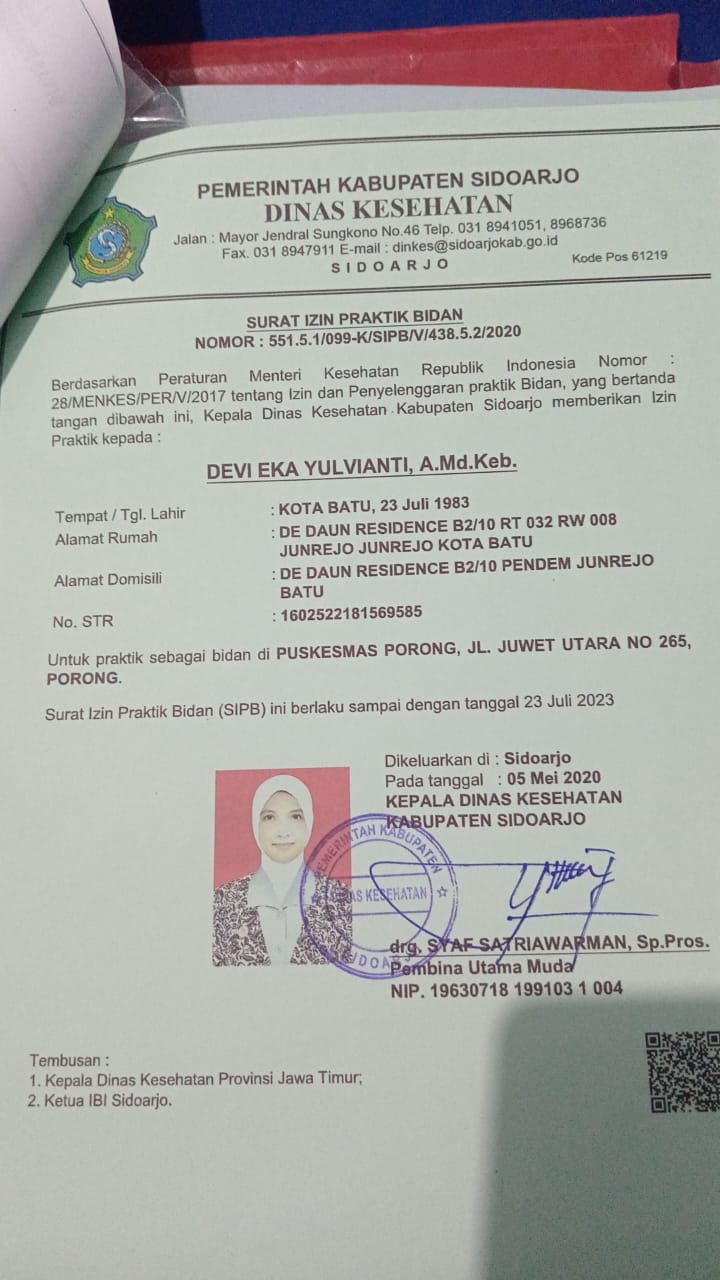 PEMERINTAH KABUPATEN SIDOARJO
DINAS KESEHATAN
Jalan : Mayor Jendral Sungkono No.46 Telp. 031 8941051, 8968736
Fax. 031 8947911 E-mail : dinkes@sidoarjokab.go.id
SIDOARJO
Kode Pos 61219
SURAT IZIN PRAKTIK BIDAN
NOMOR : 551.5.1/099-K/SIPB/V/438.5.2/2020
Berdasarkan Peraturan Menteri Kesehatan Republik Indonesia Nomor :
28/MENKES/PER/V/2017 tentang Izin dan Penyelenggaran praktik Bidan, yang bertanda
tangan dibawah ini, Kepala Dinas Kesehatan Kabupaten Sidoarjo memberikan Izin
Praktik kepada :
DEVI EKA YULVIANTI, A.Md.Keb.
Tempat / Tgl. Lahir : KOTA BATU, 23 Juli 1983
Alamat Rumah : DE DAUN RESIDENCE B2/10 RT 032 RW 008
JUNREJO JUNREJO KOTA BATU
Alamat Domisili : DE DAUN RESIDENCE B2/10 PENDEM JUNREJO
BATU
No. STR : 1602522181569585
Untuk praktik sebagai bidan di PUSKESMAS PORONG, JL. JUWET UTARA NO 265,
PORONG.
Surat Izin Praktik Bidan (SIPB) ini berlaku sampai dengan tanggal 23 Juli 2023
Dikeluarkan di : Sidoarjo
Pada tanggal : 05 Mei 2020
KEPALA DINAS KESEHATAN
KABUPATEN SIDOARJO
PEMERINTAH KABUPATEN
DINAS KESEHATAN
SIDOARJO
drg. SYAF SATRIAWARMAN, Sp.Pros.
Pembina Utama Muda
NIP. 19630718 199103 1 004
Tembusan :
1. Kepala Dinas Kesehatan Provinsi Jawa Timur;
2. Ketua IBI Sidoarjo.